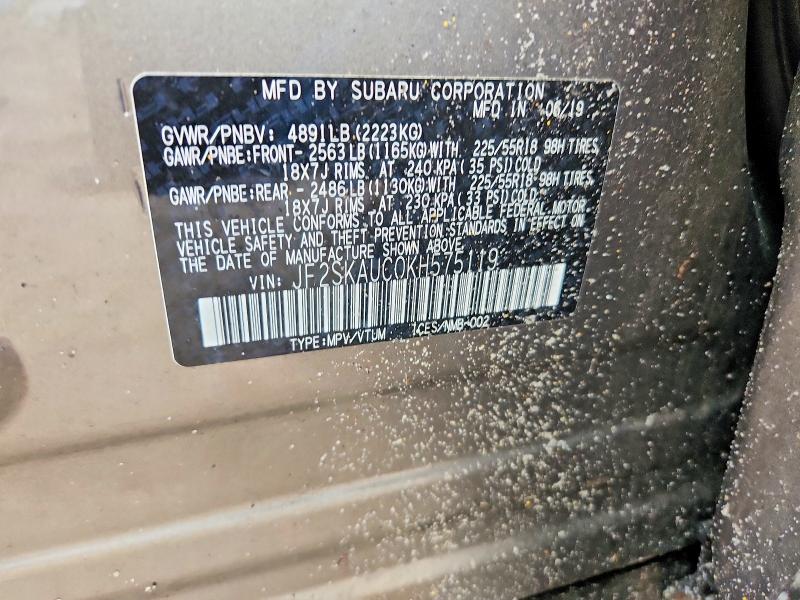 MFD BY SUBARU CORPORATION
MFD IN 06/19
GVWR/PNBV: 4891LB(2223KG)
GAWR/PNBE:FRONT- 2563LB(1165KG)WITH 225/55R18 98H TIRES,
18X7J RIMS, AT 240 KPA(35 PSI)COLD
GAWR/PNBE:REAR - 2486LB(1130KG)WITH 225/55R18 98H TIRES,
18X7J RIMS, AT 230 KPA(33 PSI)COLD
THIS VEHICLE CONFORMS TO ALL APPLICABLE FEDERAL MOTOR
VEHICLE SAFETY AND THEFT PREVENTION STANDARDS IN EFFECT ON
THE DATE OF MANUFACTURE SHOWN ABOVE.
VIN: JF2SKAUC0KH575119
TYPE:MPV/VTUM ICES/NMB-002